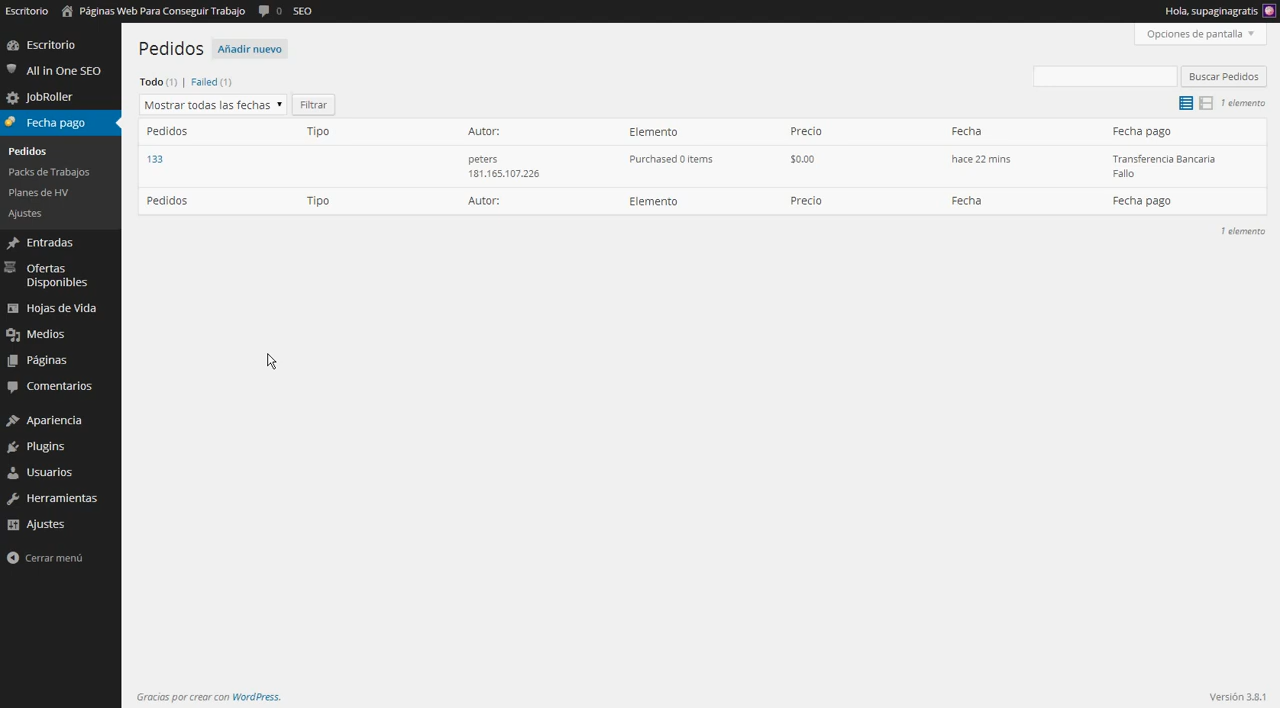 Escritorio Páginas Web Para Conseguir Trabajo 0 SEO Hola, supaginagratis
Escritorio
All in One SEO
JobRoller
Fecha pago
Pedidos
Packs de Trabajos
Planes de HV
Ajustes
Entradas
Ofertas
Disponibles
Hojas de Vida
Medios
Páginas
Comentarios
Apariencia
Plugins
Usuarios
Herramientas
Ajustes
Cerrar menú
Opciones de pantalla
Pedidos Añadir nuevo
Todo (1) | Failed (1)
Buscar Pedidos
Mostrar todas las fechas Filtrar
1 elemento
Pedidos Tipo Autor: Elemento Precio Fecha Fecha pago
133 peters Purchased 0 items $0.00 hace 22 mins Transferencia Bancaria
181.165.107.226 Fallo
Pedidos Tipo Autor: Elemento Precio Fecha Fecha pago
1 elemento
Gracias por crear con WordPress. Versión 3.8.1